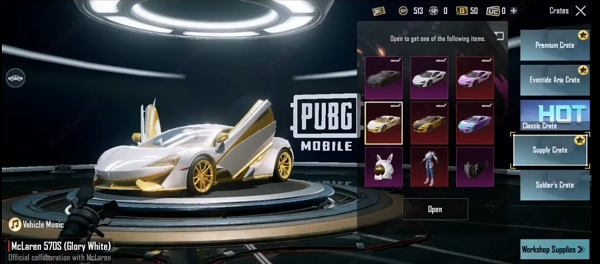 513 0 G 50 UC 0 +
Crates
Open to get one of the following items.
Premium Crate
Eventide Aria Crate
HOT
Classic Crate
Supply Crate
Soldier's Crate
PUBG
MOBILE
Open
Vehicle Music
McLaren 570S (Glory White)
Official collaboration with McLaren
Workshop Supplies